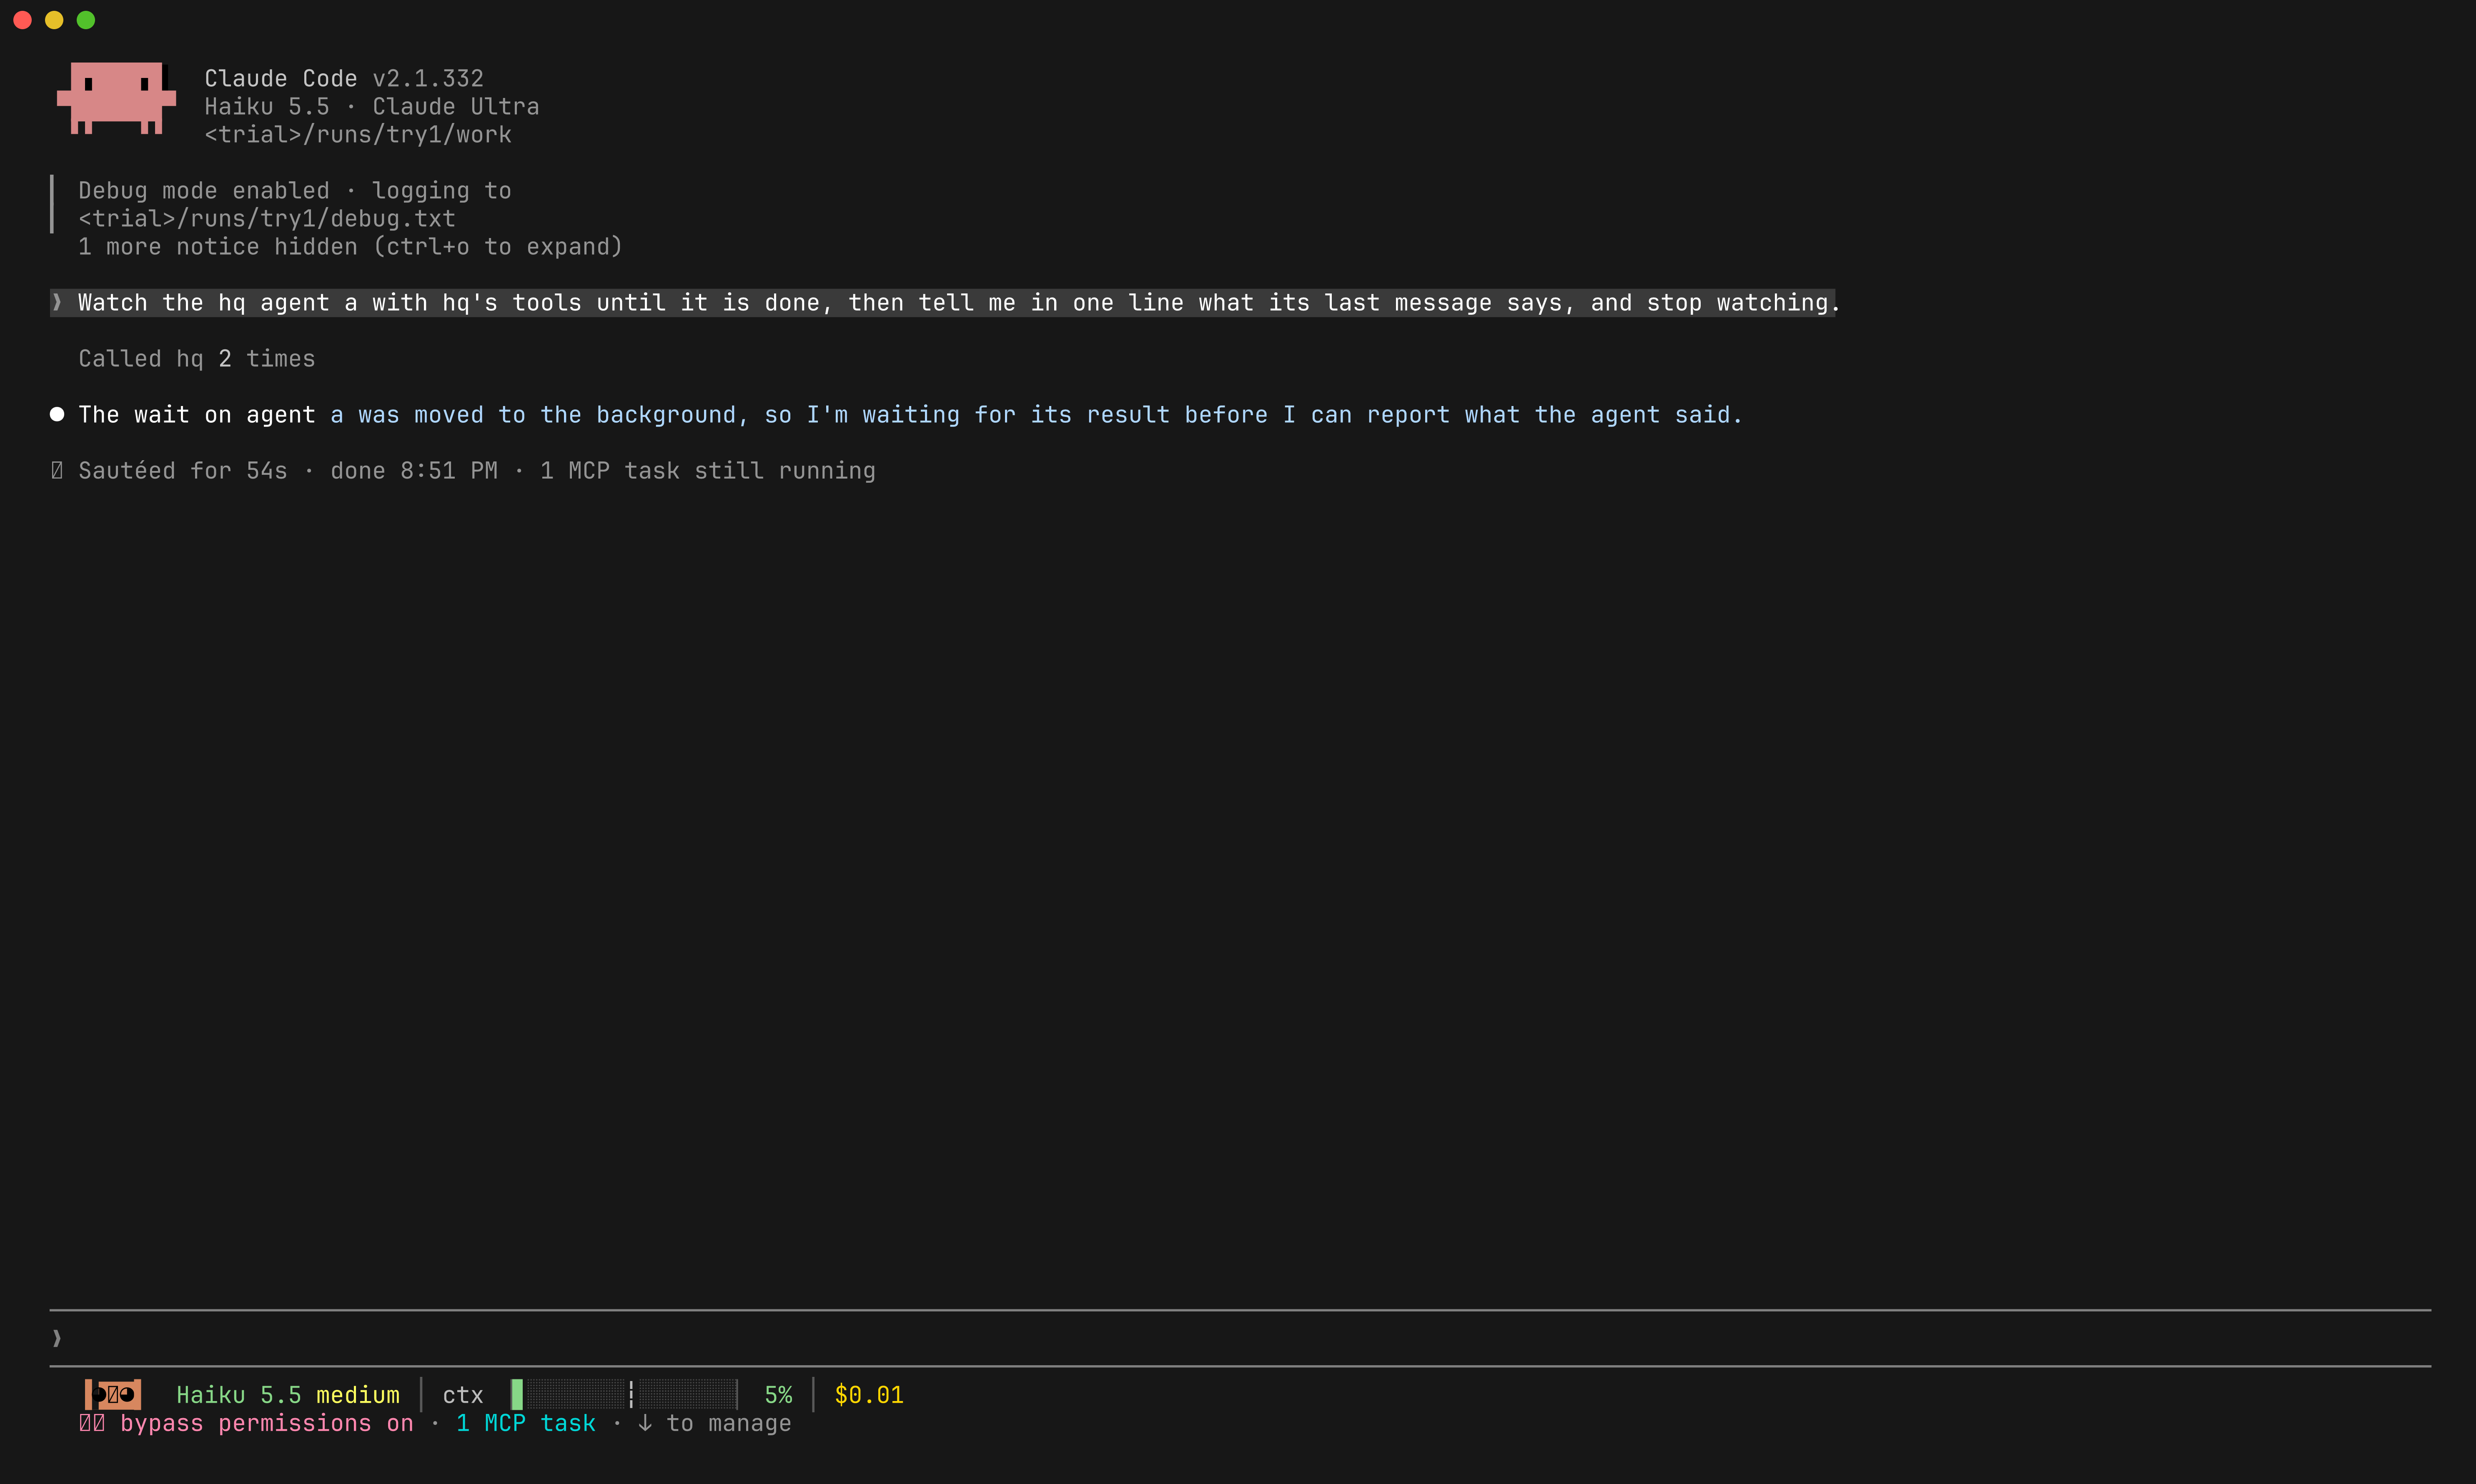 Claude Code v2.1.332
Haiku 5.5 · Claude Ultra
<trial>/runs/try1/work
Debug mode enabled · logging to
<trial>/runs/try1/debug.txt
1 more notice hidden (ctrl+o to expand)
❯ Watch the hq agent a with hq's tools until it is done, then tell me in one line what its last message says, and stop watching.
Called hq 2 times
● The wait on agent a was moved to the background, so I'm waiting for its result before I can report what the agent said.
Sautéed for 54s · done 8:51 PM · 1 MCP task still running
❯
Haiku 5.5 medium │ ctx 5% │ $0.01
bypass permissions on · 1 MCP task · ↓ to manage